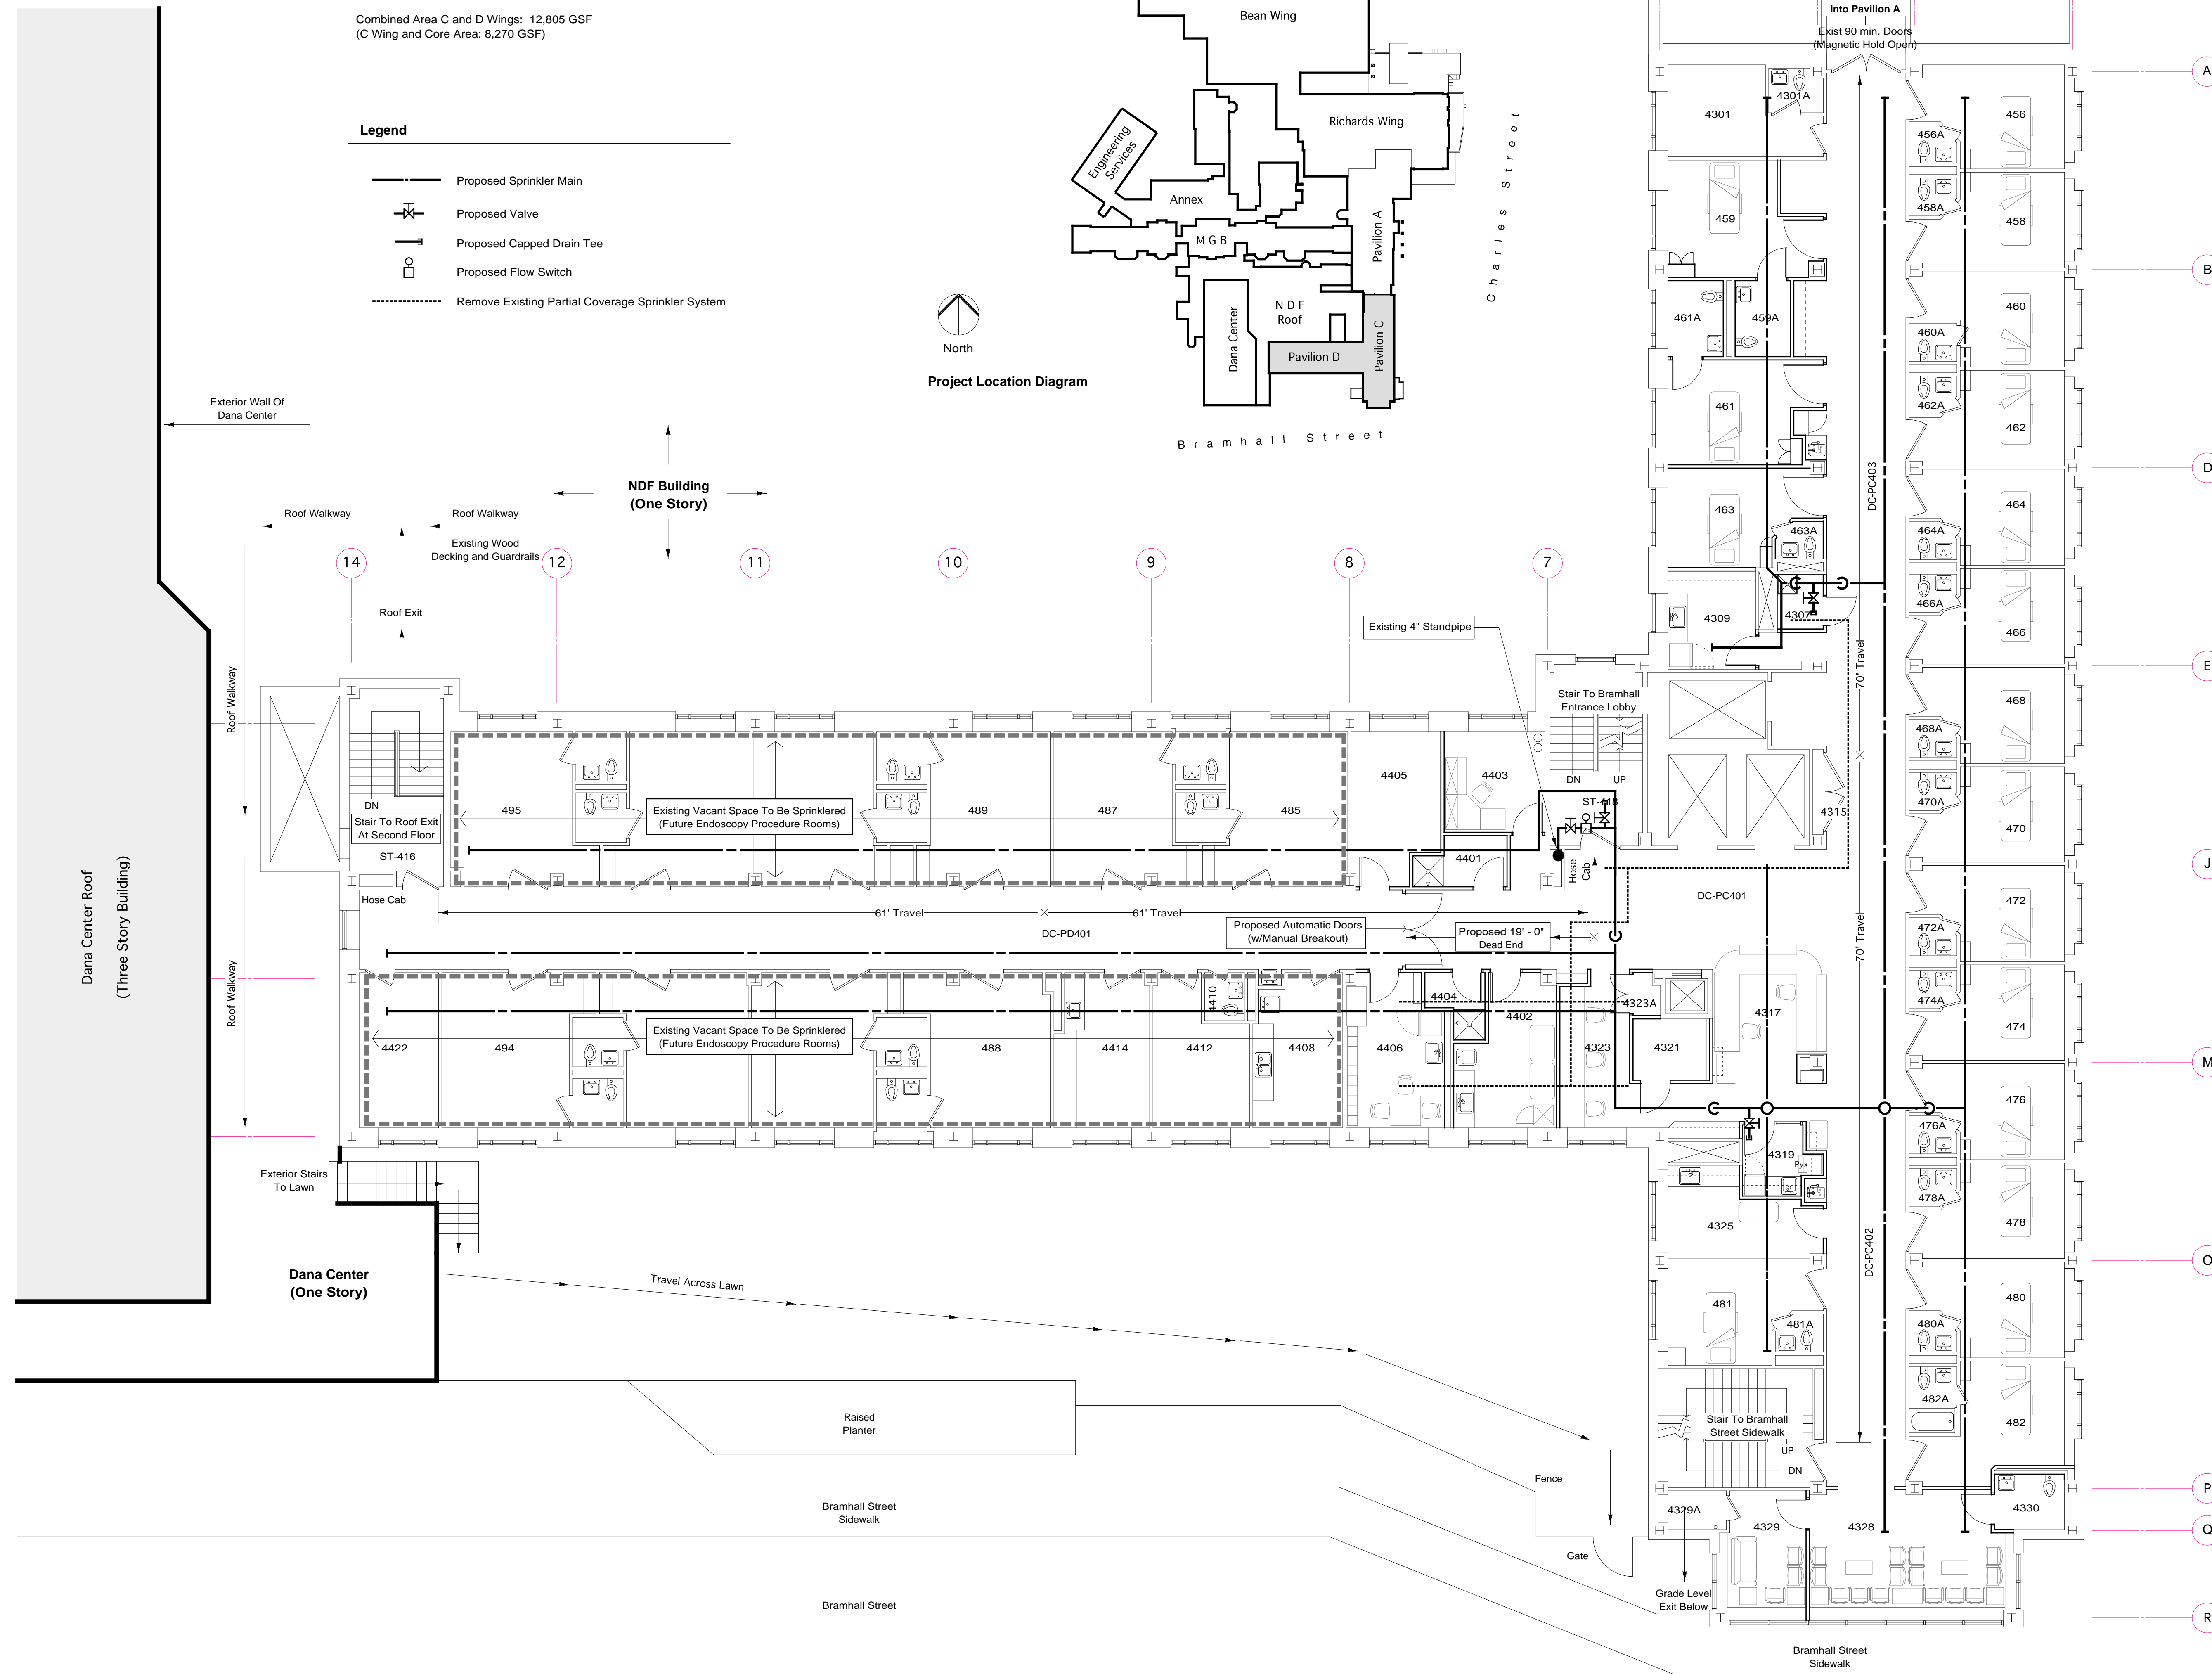 Combined Area C and D Wings:  12,805 GSF
(C Wing and Core Area: 8,270 GSF)
Legend
Proposed Sprinkler Main
Proposed Valve
Proposed Capped Drain Tee
Proposed Flow Switch
Remove Existing Partial Coverage Sprinkler System
North
Project Location Diagram
Bean Wing
Richards Wing
Engineering
Services
Annex
M G B
Pavilion A
N D F
Roof
Dana Center
Pavilion D
Pavilion C
Charles Street
Bramhall Street
Into Pavilion A
Exist 90 min. Doors
(Magnetic Hold Open)
Exterior Wall Of
Dana Center
NDF Building
(One Story)
Roof Walkway
Roof Walkway
Existing Wood
Decking and Guardrails
Roof Exit
Roof Walkway
Roof Walkway
Dana Center Roof
(Three Story Building)
14
12
11
10
9
8
7
A
B
D
E
J
M
O
P
Q
R
Existing 4" Standpipe
Stair To Bramhall
Entrance Lobby
DN
UP
ST-418
Hose
Cab
DN
Stair To Roof Exit
At Second Floor
ST-416
Hose Cab
495
Existing Vacant Space To Be Sprinklered
(Future Endoscopy Procedure Rooms)
489
487
485
4405
4403
4401
61' Travel
61' Travel
DC-PD401
Proposed Automatic Doors
(w/Manual Breakout)
Proposed 19' - 0"
Dead End
4422
494
Existing Vacant Space To Be Sprinklered
(Future Endoscopy Procedure Rooms)
488
4414
4412
4410
4408
4406
4404
4402
4323
4323A
4321
4317
DC-PC401
4315
4301
4301A
459
461A
459A
461
463
463A
4309
4307
DC-PC403
70' Travel
70' Travel
DC-PC402
456
456A
458A
458
460
460A
462A
462
464
464A
466A
466
468
468A
470A
470
472
472A
474A
474
476
476A
478A
478
480
480A
482A
482
4319
Pyx
4325
481
481A
Stair To Bramhall
Street Sidewalk
UP
DN
4329A
4329
4328
4330
Grade Level
Exit Below
Exterior Stairs
To Lawn
Dana Center
(One Story)
Travel Across Lawn
Raised
Planter
Fence
Gate
Bramhall Street
Sidewalk
Bramhall Street
Bramhall Street
Sidewalk